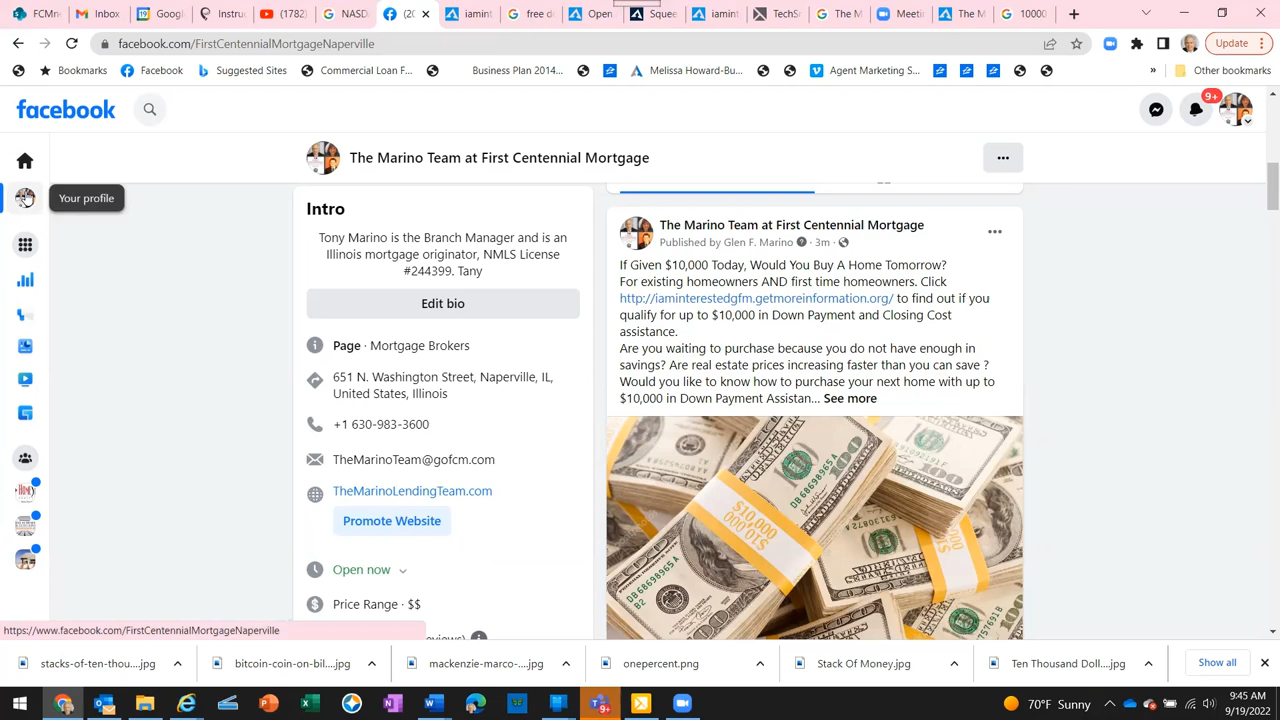 FCMn
Inbox
Googl
Instruc
(1782)
NASD
(20
iamint
free d
Open
Squee
iamint
TechS
The M
Meetin
The M
10000
facebook.com/FirstCentennialMortgageNaperville
Update
Bookmarks
Facebook
Suggested Sites
Commercial Loan F...
Business Plan 2014...
Melissa Howard-Bu...
Agent Marketing S...
»
Other bookmarks
facebook
9+
The Marino Team at First Centennial Mortgage
Your profile
Intro
Tony Marino is the Branch Manager and is an
Illinois mortgage originator, NMLS License
#244399. Tany
Edit bio
Page · Mortgage Brokers
651 N. Washington Street, Naperville, IL,
United States, Illinois
+1 630-983-3600
TheMarinoTeam@gofcm.com
TheMarinoLendingTeam.com
Promote Website
Open now
Price Range · $$
The Marino Team at First Centennial Mortgage
Published by Glen F. Marino · 3m ·
If Given $10,000 Today, Would You Buy A Home Tomorrow?
For existing homeowners AND first time homeowners. Click
http://iaminterestedgfm.getmoreinformation.org/ to find out if you
qualify for up to $10,000 in Down Payment and Closing Cost
assistance.
Are you waiting to purchase because you do not have enough in
savings? Are real estate prices increasing faster than you can save ?
Would you like to know how to purchase your next home with up to
$10,000 in Down Payment Assistan... See more
$10,000
DB 68698965 A
https://www.facebook.com/FirstCentennialMortgageNaperville
stacks-of-ten-thou....jpg
bitcoin-coin-on-bil....jpg
mackenzie-marco-....jpg
onepercent.png
Stack Of Money.jpg
Ten Thousand Doll....jpg
Show all
9+
70°F Sunny
9:45 AM
9/19/2022